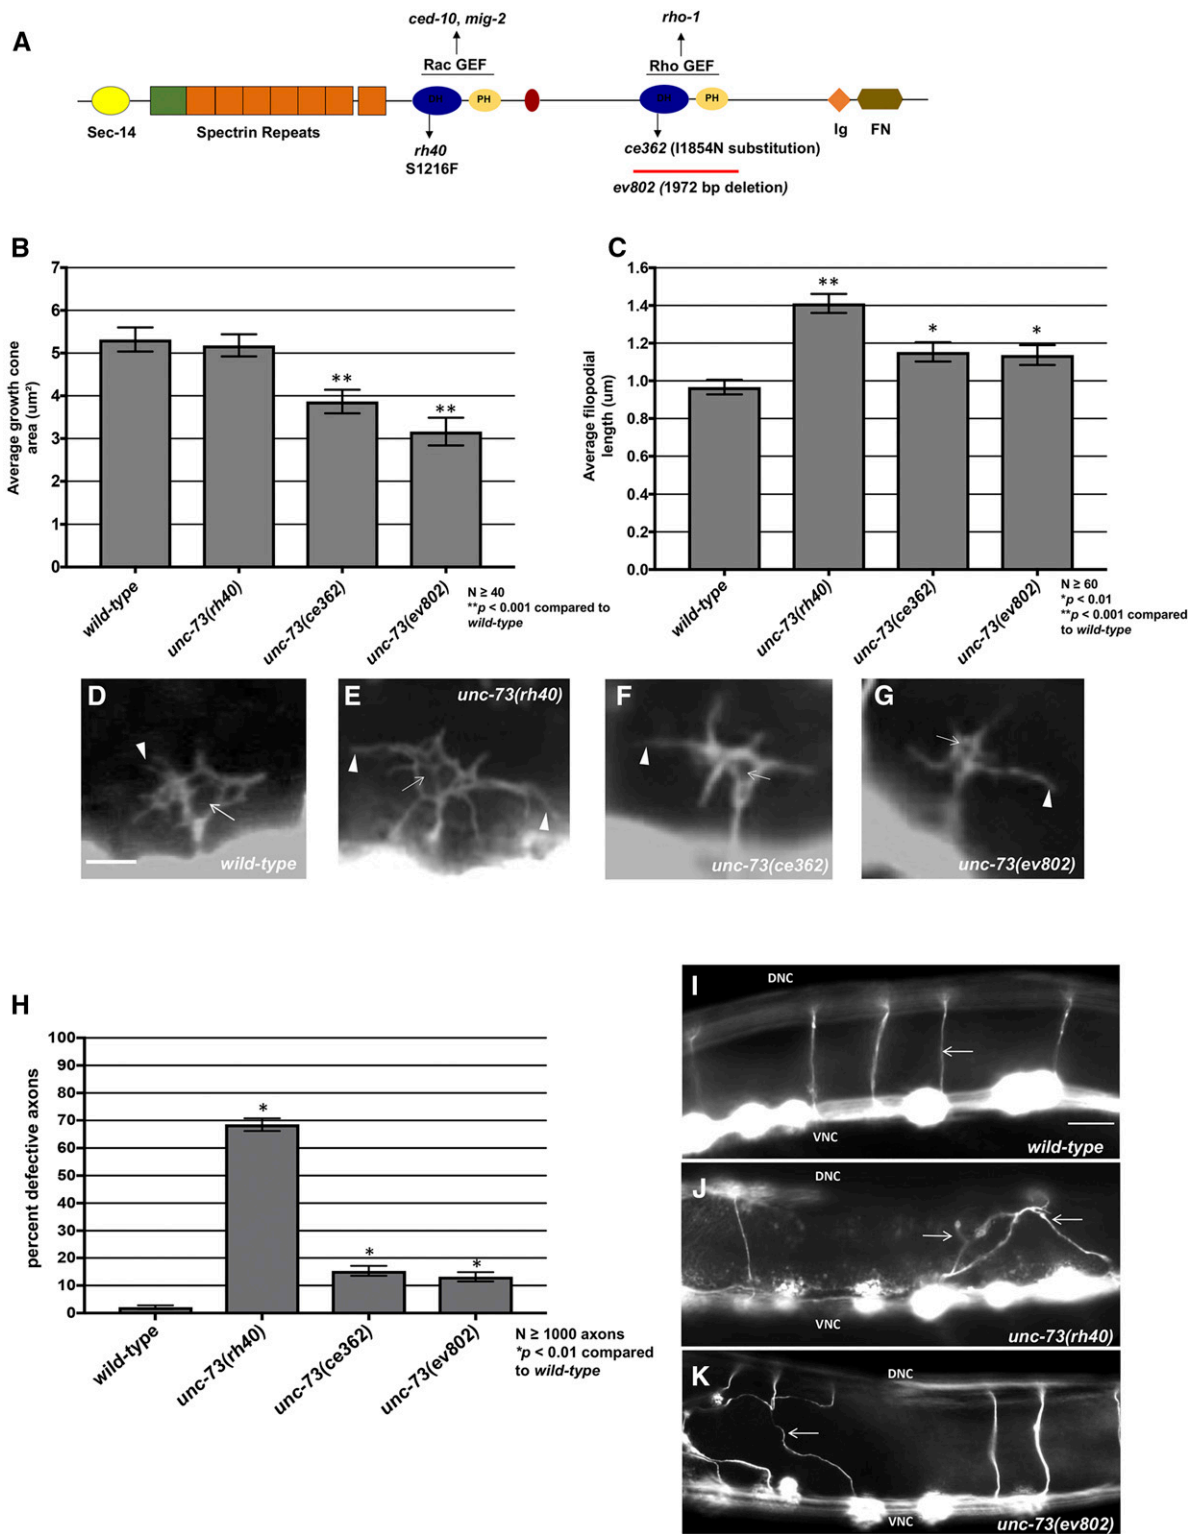 A
ced-10, mig-2
rho-1
Rac GEF
Rho GEF
DH
PH
DH
PH
Sec-14
Spectrin Repeats
Ig
FN
rh40
S1216F
ce362 (I1854N substitution)
ev802 (1972 bp deletion)
B
7
6
5
4
3
2
1
0
Average growth cone
area (um²)
**
**
wild-type
unc-73(rh40)
unc-73(ce362)
unc-73(ev802)
N ≥ 40
**p < 0.001 compared to
wild-type
C
1.6
1.4
1.2
1.0
0.8
0.6
0.4
0.2
0.0
Average filopodial
length (um)
**
*
*
wild-type
unc-73(rh40)
unc-73(ce362)
unc-73(ev802)
N ≥ 60
*p < 0.01
**p < 0.001 compared
to wild-type
D
wild-type
E
unc-73(rh40)
F
unc-73(ce362)
G
unc-73(ev802)
H
100
90
80
70
60
50
40
30
20
10
0
percent defective axons
*
*
*
wild-type
unc-73(rh40)
unc-73(ce362)
unc-73(ev802)
N ≥ 1000 axons
*p < 0.01 compared
to wild-type
I
DNC
VNC
wild-type
J
DNC
VNC
unc-73(rh40)
K
DNC
VNC
unc-73(ev802)